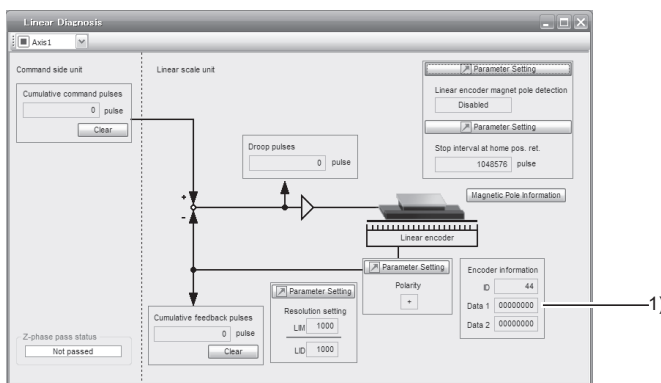 Linear Diagnosis
Axis1
Command side unit
Linear scale unit
Cumulative command pulses
0 pulse
Clear
Parameter Setting
Linear encoder magnet pole detection
Disabled
Parameter Setting
Stop interval at home pos. ret.
1048576 pulse
Droop pulses
0 pulse
Magnetic Pole Information
+
-
Linear encoder
Parameter Setting
Polarity
+
Encoder information
ID 44
Data 1 00000000
Data 2 00000000
1)
Parameter Setting
Resolution setting
LIM 1000
LID 1000
Cumulative feedback pulses
0 pulse
Clear
Z-phase pass status
Not passed